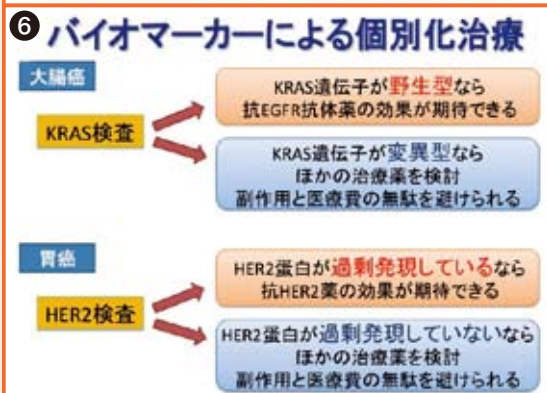 ❻ バイオマーカーによる個別化治療
大腸癌
KRAS検査
KRAS遺伝子が野生型なら
抗EGFR抗体薬の効果が期待できる
KRAS遺伝子が変異型なら
ほかの治療薬を検討
副作用と医療費の無駄を避けられる
胃癌
HER2検査
HER2蛋白が過剰発現しているなら
抗HER2薬の効果が期待できる
HER2蛋白が過剰発現していないなら
ほかの治療薬を検討
副作用と医療費の無駄を避けられる